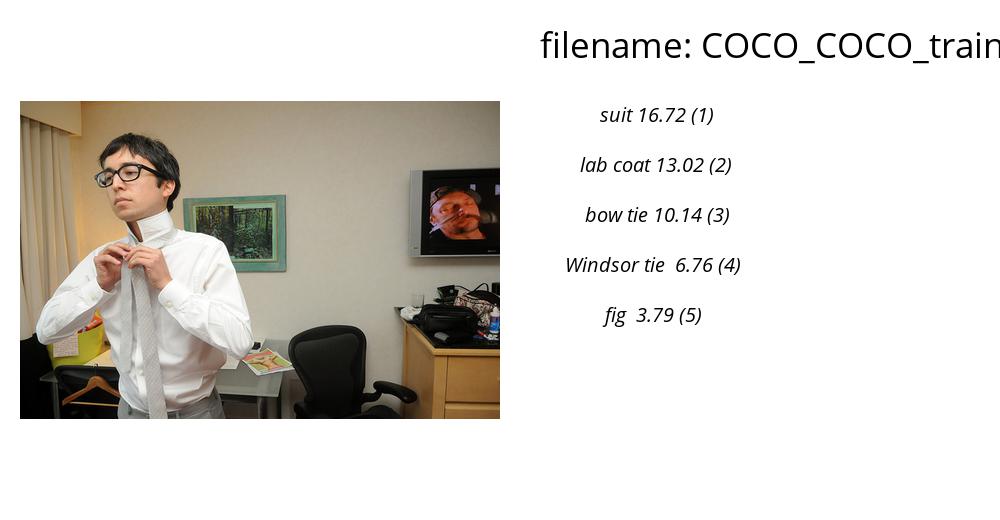 filename: COCO_COCO_train
suit 16.72 (1)
lab coat 13.02 (2)
bow tie 10.14 (3)
Windsor tie 6.76 (4)
fig 3.79 (5)